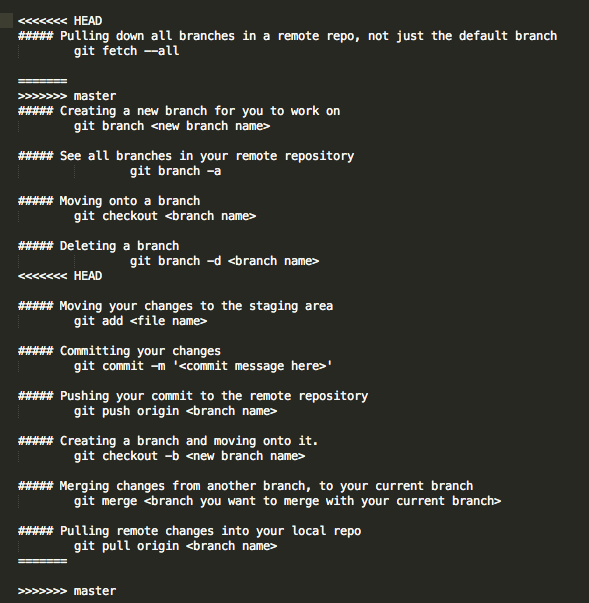 <<<<<<< HEAD
##### Pulling down all branches in a remote repo, not just the default branch
git fetch --all
=======
>>>>>>> master
##### Creating a new branch for you to work on
git branch <new branch name>
##### See all branches in your remote repository
git branch -a
##### Moving onto a branch
git checkout <branch name>
##### Deleting a branch
git branch -d <branch name>
<<<<<<< HEAD
##### Moving your changes to the staging area
git add <file name>
##### Committing your changes
git commit -m '<commit message here>'
##### Pushing your commit to the remote repository
git push origin <branch name>
##### Creating a branch and moving onto it.
git checkout -b <new branch name>
##### Merging changes from another branch, to your current branch
git merge <branch you want to merge with your current branch>
##### Pulling remote changes into your local repo
git pull origin <branch name>
=======
>>>>>>> master